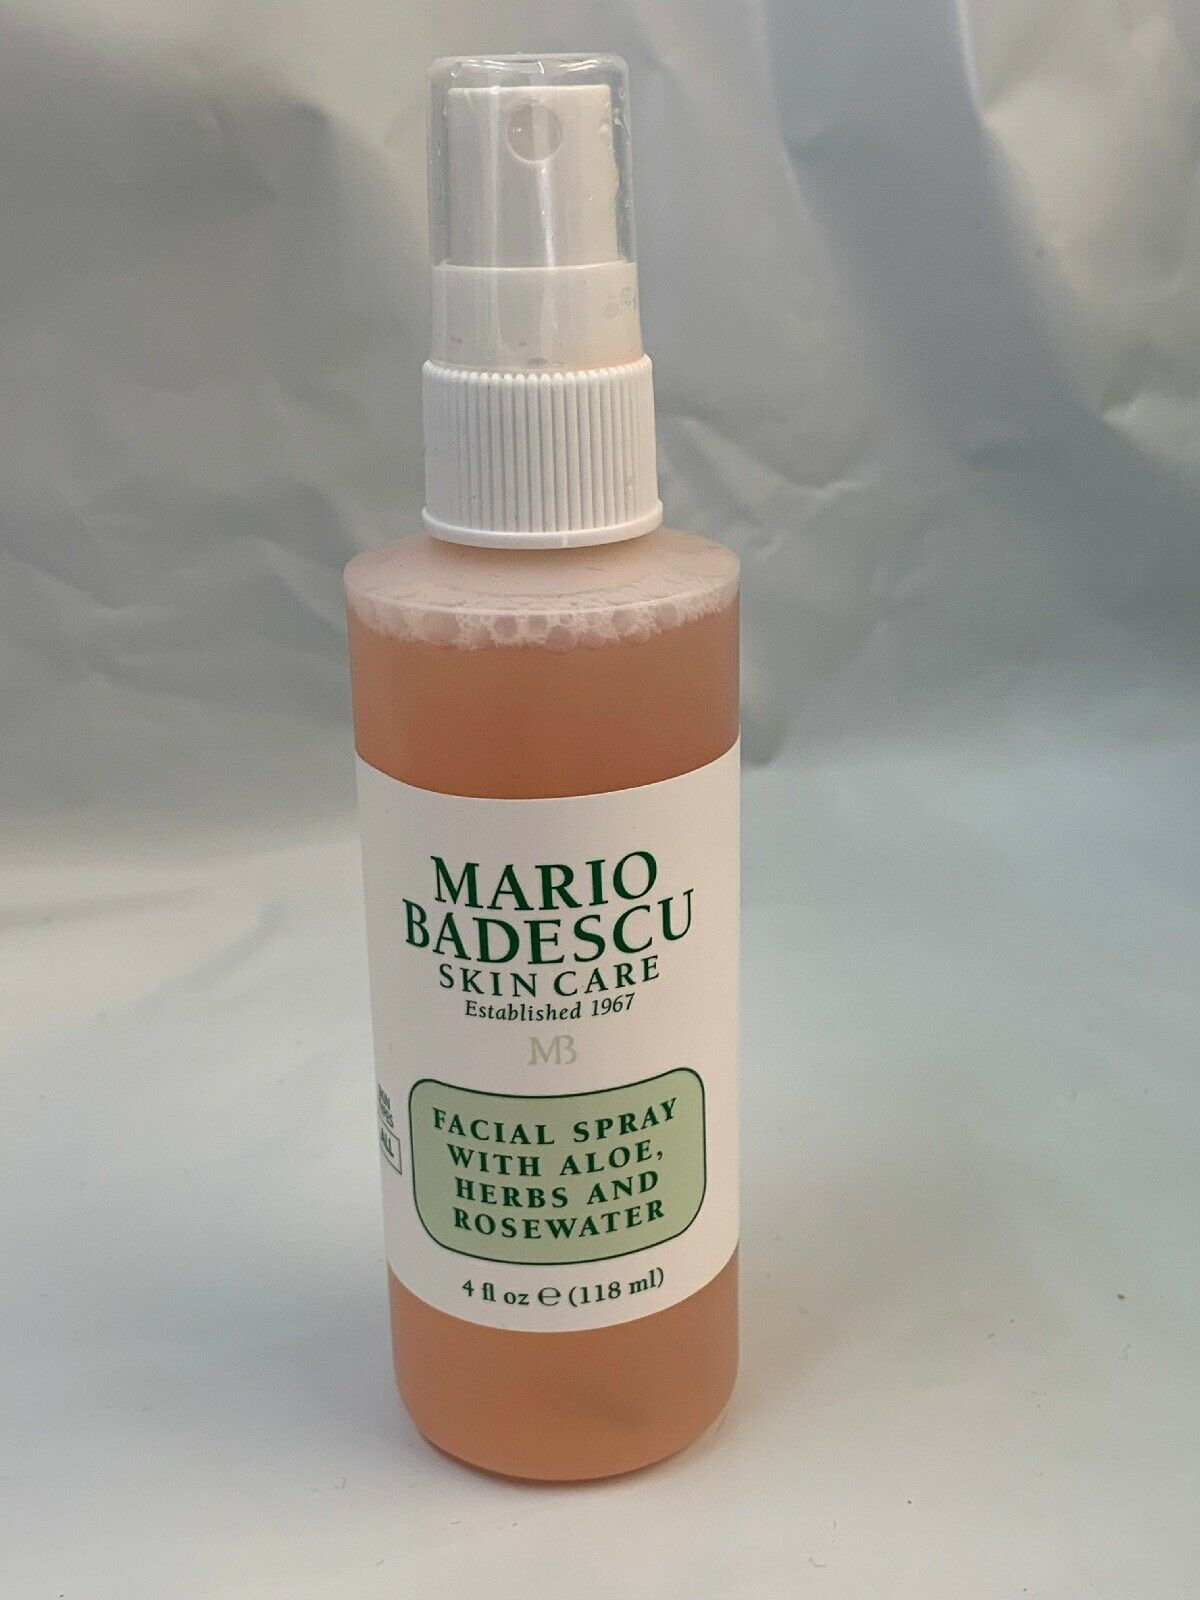 MARIO
BADESCU
SKIN CARE
Established 1967
MB
FACIAL SPRAY
WITH ALOE,
HERBS AND
ROSEWATER
4 fl oz ℮ (118 ml)
ALL